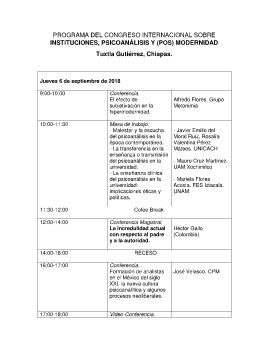 PROGRAMA DEL CONGRESO INTERNACIONAL SOBRE
INSTITUCIONES, PSICOANÁLISIS Y (POS) MODERNIDAD
Tuxtla Gutiérrez, Chiapas.
Jueves 6 de septiembre de 2018
9:00-10:00
Conferencia.
El efecto de
subjetivación en la
hipermodernidad.
Alfredo Flores. Grupo
Metonimia
10:00-11:30
Mesa de trabajo.
- Malestar y la escucha
del psicoanálisis en la
época contemporánea.
- La transferencia en la
enseñanza o transmisión
del psicoanálisis en la
universidad.
- La enseñanza clínica
del psicoanálisis en la
universidad:
implicaciones éticas y
políticas.
- Javier Emilio del
Moral Ruiz, Rosalía
Valentina Pérez
Mateos. UNICACH
- Mauro Cruz Martínez.
UAM Xochimilco
- Mariela Flores
Acosta. FES Iztacala.
UNAM
11:30-12:00
Cofee Break
12:00-14:00
Conferencia Magistral.
La incredulidad actual
con respecto al padre
y a la autoridad.
Héctor Gallo
(Colombia)
14:00-16:00
RECESO
16:00-17:00
Conferencia.
Formación de analistas
en el México del siglo
XXI, la nueva cultura
psicoanalítica y algunos
procesos neoliberales.
José Velasco. CPM
17:00-18:00
Video Conferencia.